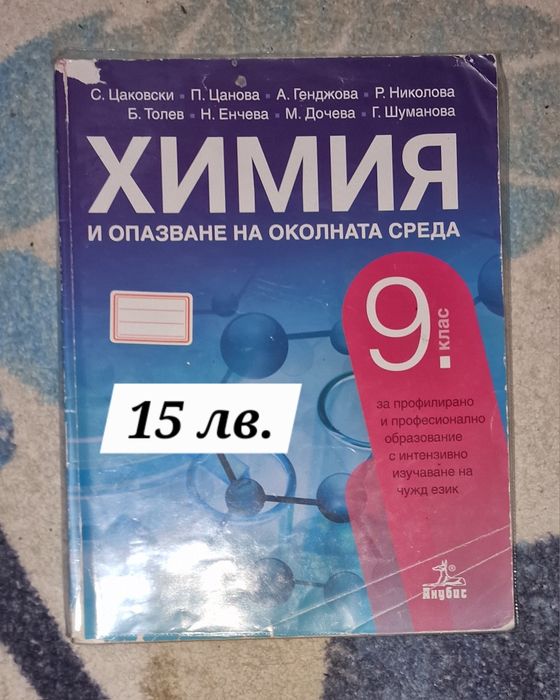 С. Цаковски ▪ П. Цанова ▪ А. Генджова ▪ Р. Николова
Б. Толев ▪ Н. Енчева ▪ М. Дочева ▪ Г. Шуманова
ХИМИЯ
И ОПАЗВАНЕ НА ОКОЛНАТА СРЕДА
9. клас
за профилирано
и професионално
образование
с интензивно
изучаване на
чужд език
15 лв.
Анубис